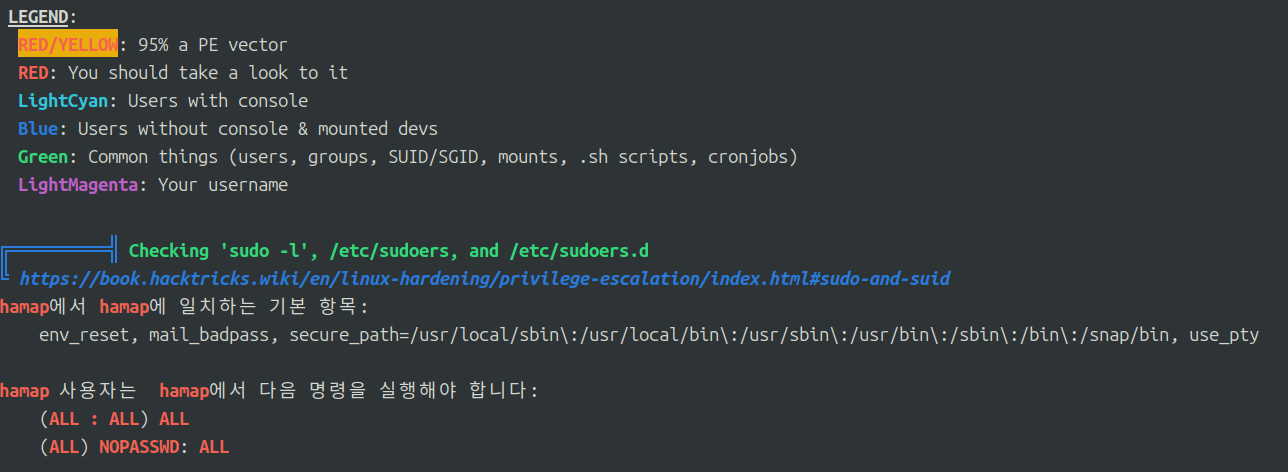 LEGEND:
RED/YELLOW: 95% a PE vector
RED: You should take a look to it
LightCyan: Users with console
Blue: Users without console & mounted devs
Green: Common things (users, groups, SUID/SGID, mounts, .sh scripts, cronjobs)
LightMagenta: Your username
Checking 'sudo -l', /etc/sudoers, and /etc/sudoers.d
https://book.hacktricks.wiki/en/linux-hardening/privilege-escalation/index.html#sudo-and-suid
hamap에서 hamap에 일치하는 기본 항목:
env_reset, mail_badpass, secure_path=/usr/local/sbin\:/usr/local/bin\:/usr/sbin\:/usr/bin\:/sbin\:/bin\:/snap/bin, use_pty
hamap 사용자는  hamap에서 다음 명령을 실행해야 합니다:
(ALL : ALL) ALL
(ALL) NOPASSWD: ALL